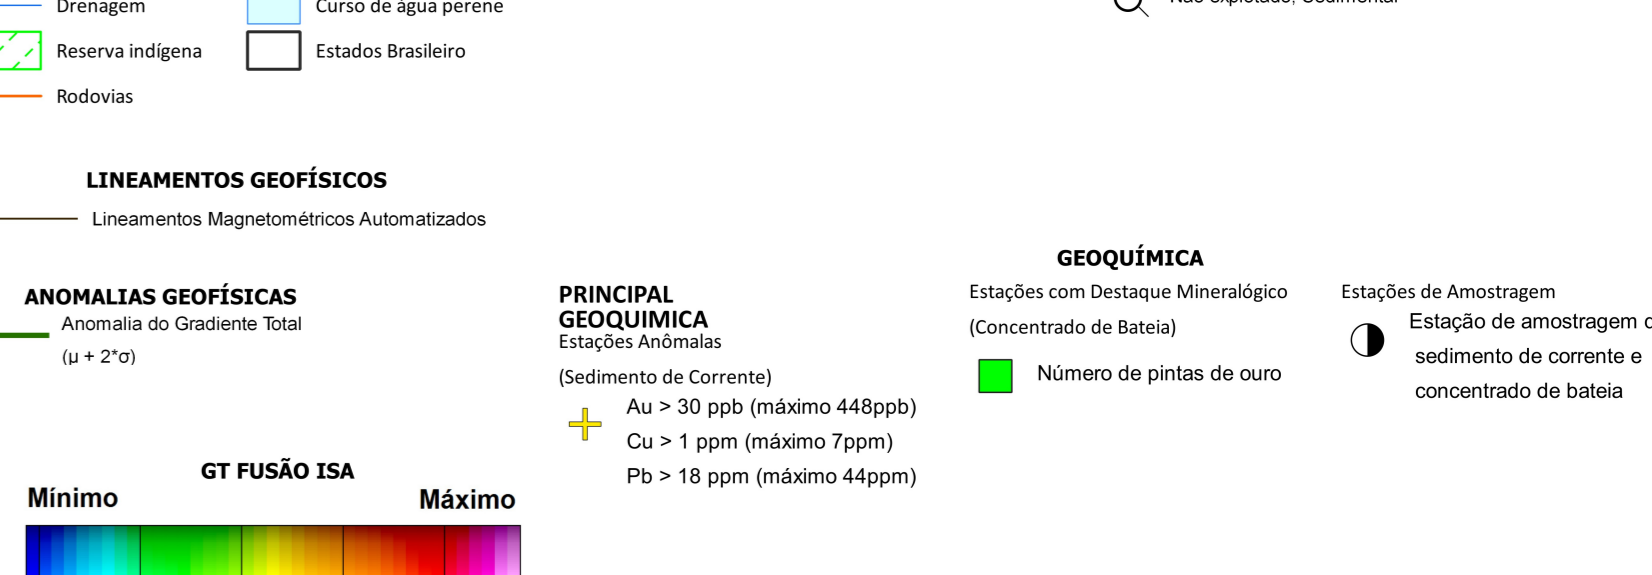 Drenagem
Curso de água perene
Reserva indígena
Estados Brasileiro
Rodovias
LINEAMENTOS GEOFÍSICOS
Lineamentos Magnetométricos Automatizados
ANOMALIAS GEOFÍSICAS
Anomalia do Gradiente Total
(μ + 2*σ)
GT FUSÃO ISA
Mínimo
Máximo
PRINCIPAL
GEOQUIMICA
Estações Anômalas
(Sedimento de Corrente)
Au > 30 ppb (máximo 448ppb)
Cu > 1 ppm (máximo 7ppm)
Pb > 18 ppm (máximo 44ppm)
GEOQUÍMICA
Estações com Destaque Mineralógico
(Concentrado de Bateia)
Número de pintas de ouro
Estações de Amostragem
Estação de amostragem
sedimento de corrente e
concentrado de bateia